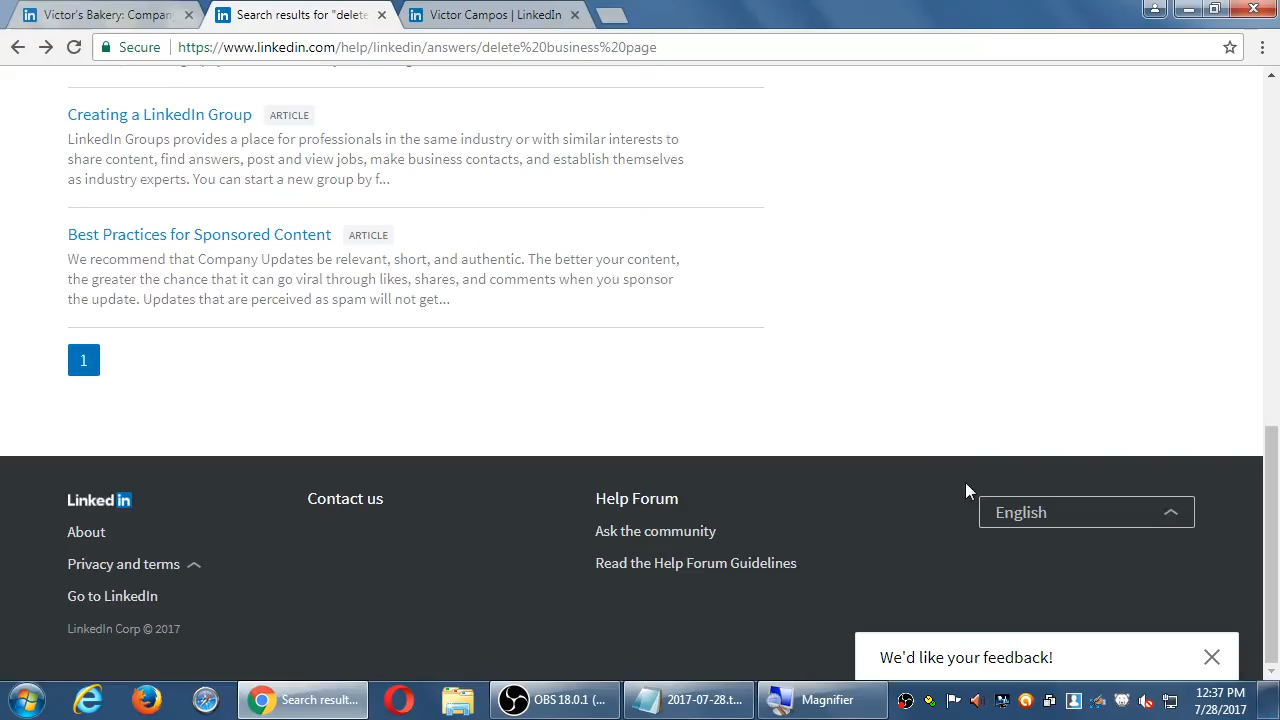 Victor's Bakery: Compan
Search results for "delete
Victor Campos | LinkedIn
Secure
https://www.linkedin.com/help/linkedin/answers/delete%20business%20page
Creating a LinkedIn Group ARTICLE
LinkedIn Groups provides a place for professionals in the same industry or with similar interests to
share content, find answers, post and view jobs, make business contacts, and establish themselves
as industry experts. You can start a new group by f...
Best Practices for Sponsored Content ARTICLE
We recommend that Company Updates be relevant, short, and authentic. The better your content,
the greater the chance that it can go viral through likes, shares, and comments when you sponsor
the update. Updates that are perceived as spam will not get...
1
Linked in
About
Privacy and terms
Go to LinkedIn
LinkedIn Corp © 2017
Contact us
Help Forum
Ask the community
Read the Help Forum Guidelines
English
We'd like your feedback!
Search result...
OBS 18.0.1 (...
2017-07-28.t...
Magnifier
12:37 PM
7/28/2017